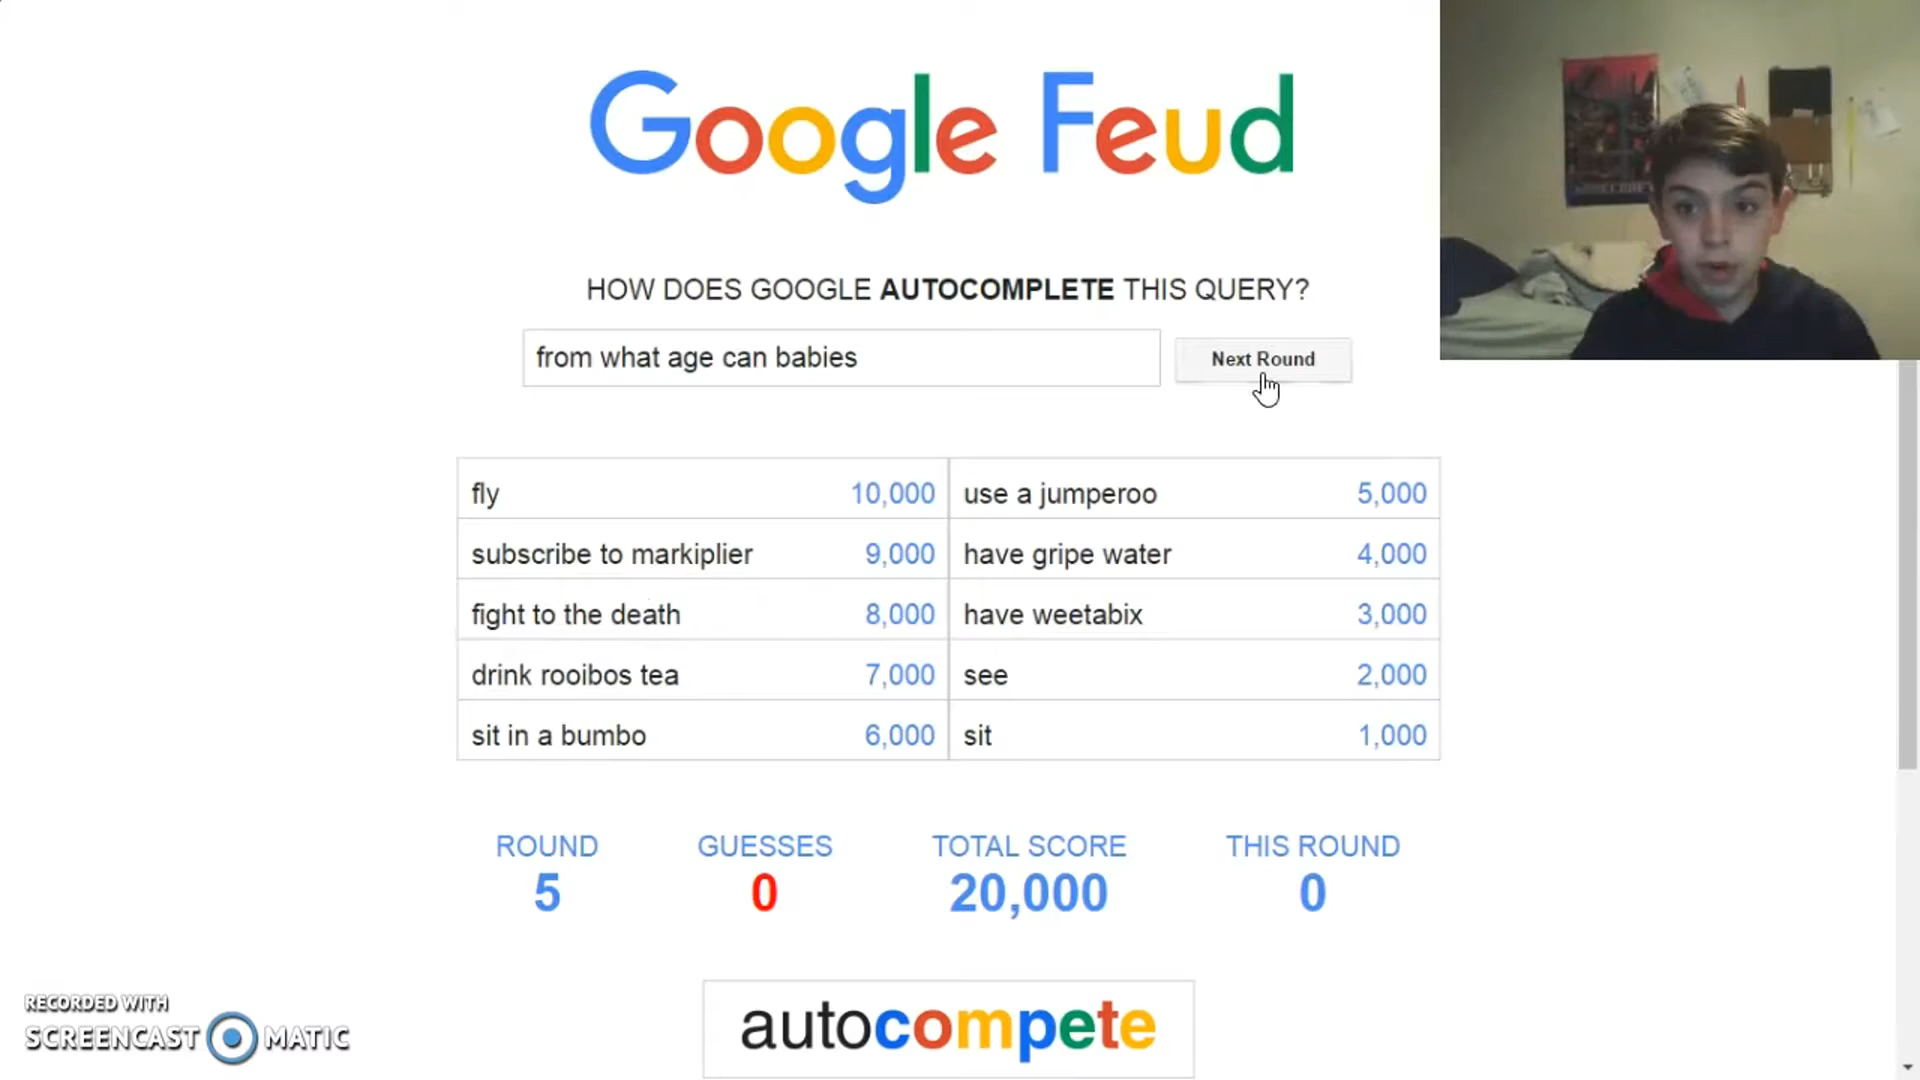 Google Feud
HOW DOES GOOGLE AUTOCOMPLETE THIS QUERY?
from what age can babies
Next Round
fly 10,000
use a jumperoo 5,000
subscribe to markiplier 9,000
have gripe water 4,000
fight to the death 8,000
have weetabix 3,000
drink rooibos tea 7,000
see 2,000
sit in a bumbo 6,000
sit 1,000
ROUND GUESSES TOTAL SCORE THIS ROUND
5 0 20,000 0
autocompete
RECORDED WITH
SCREENCAST MATIC